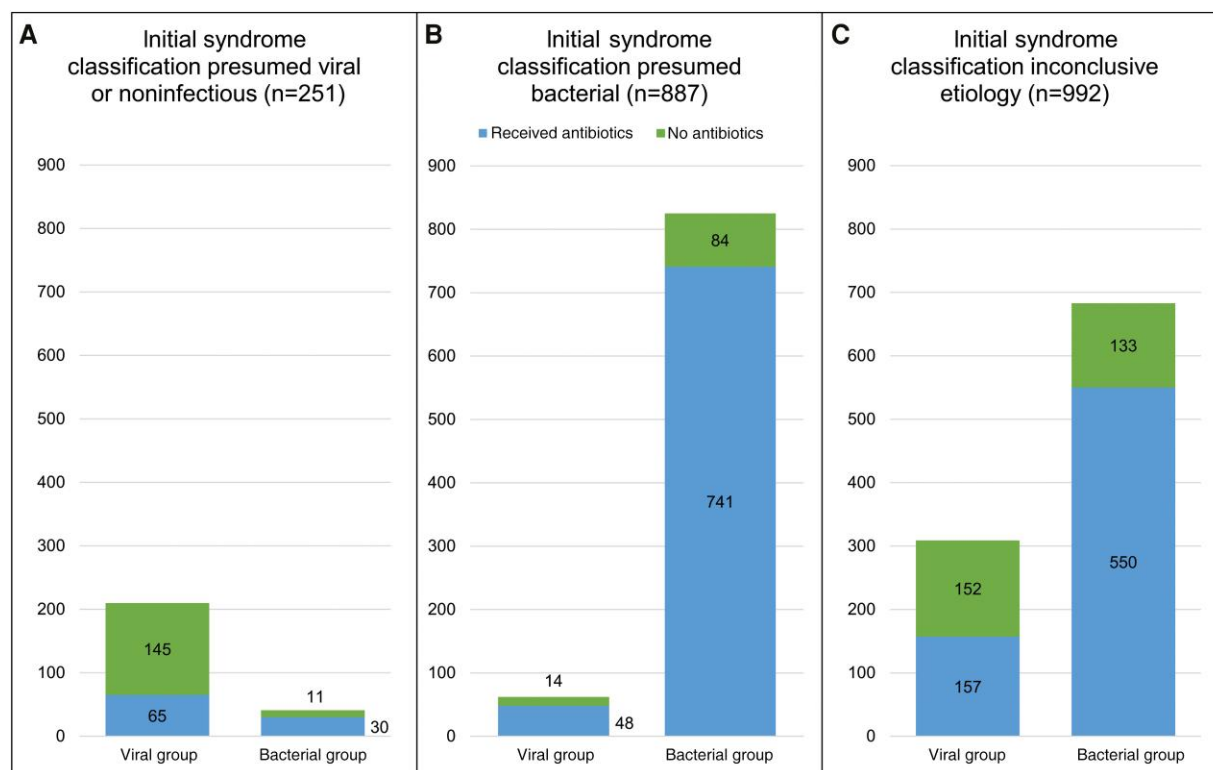 A
Initial syndrome
classification presumed viral
or noninfectious (n=251)
900
800
700
600
500
400
300
200
100
0
145
65
11
30
Viral group
Bacterial group
B
Initial syndrome
classification presumed
bacterial (n=887)
Received antibiotics
No antibiotics
900
800
700
600
500
400
300
200
100
0
14
48
84
741
Viral group
Bacterial group
C
Initial syndrome
classification inconclusive
etiology (n=992)
900
800
700
600
500
400
300
200
100
0
152
157
133
550
Viral group
Bacterial group